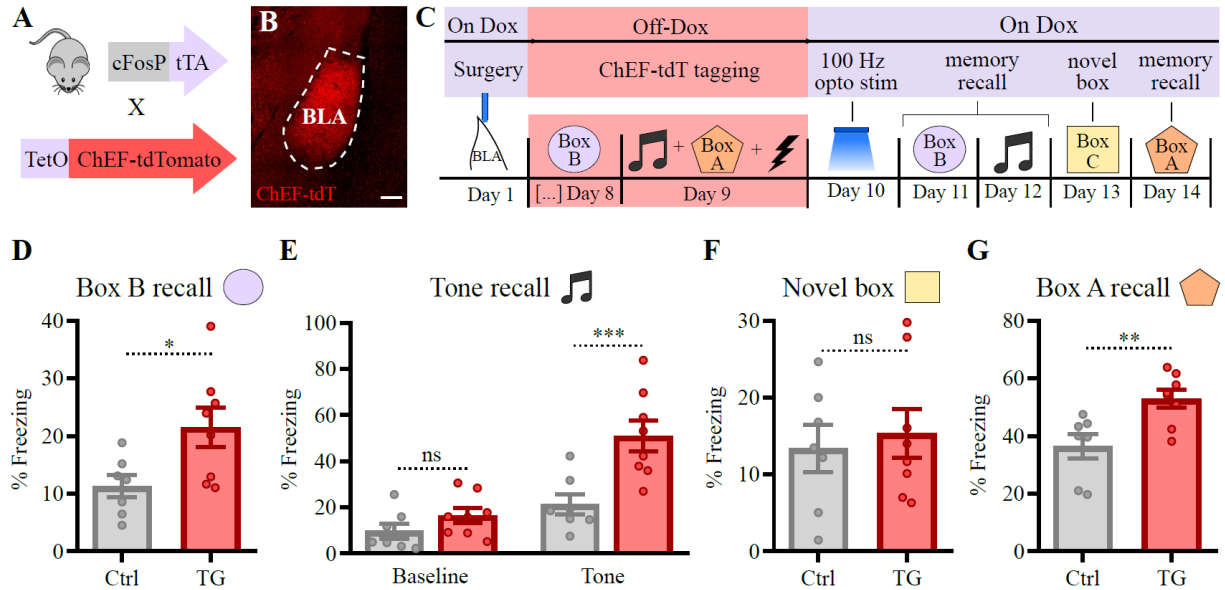 A
cFosP tTA
X
TetO ChEF-tdTomato
B
BLA
ChEF-tdT
C
On Dox Off-Dox On Dox
Surgery ChEF-tdT tagging 100 Hz opto stim memory recall novel box memory recall
BLA Box B + Box A + Box B Box C Box A
Day 1 [...] Day 8 Day 9 Day 10 Day 11 Day 12 Day 13 Day 14
D
Box B recall
% Freezing
40
30
20
10
0
*
Ctrl TG
E
Tone recall
% Freezing
100
80
60
40
20
0
ns
***
Baseline Tone
F
Novel box
% Freezing
30
20
10
0
ns
Ctrl TG
G
Box A recall
% Freezing
80
60
40
20
0
**
Ctrl TG